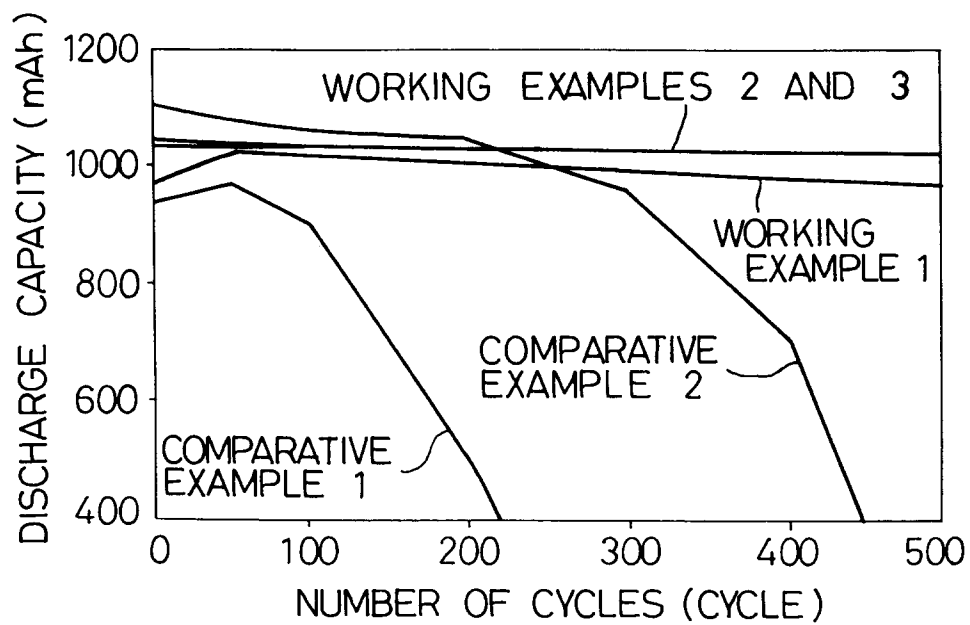 DISCHARGE CAPACITY (mAh)
1200
1000
800
600
400
WORKING EXAMPLES 2 AND 3
WORKING
EXAMPLE 1
COMPARATIVE
EXAMPLE 2
COMPARATIVE
EXAMPLE 1
0 100 200 300 400 500
NUMBER OF CYCLES (CYCLE)